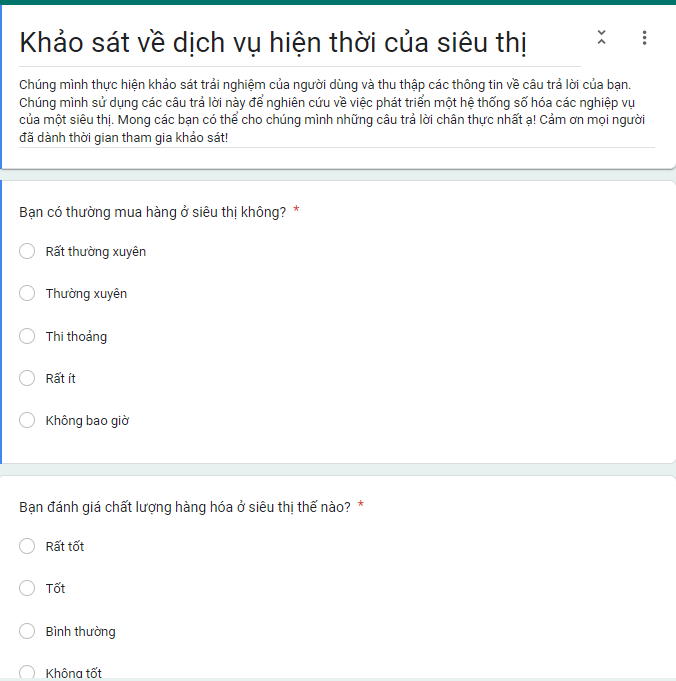 Khảo sát về dịch vụ hiện thời của siêu thị
Chúng mình thực hiện khảo sát trải nghiệm của người dùng và thu thập các thông tin về câu trả lời của bạn.
Chúng mình sử dụng các câu trả lời này để nghiên cứu về việc phát triển một hệ thống số hóa các nghiệp vụ
của một siêu thị. Mong các bạn có thể cho chúng mình những câu trả lời chân thực nhất ạ! Cảm ơn mọi người
đã dành thời gian tham gia khảo sát!
Bạn có thường mua hàng ở siêu thị không? *
Rất thường xuyên
Thường xuyên
Thi thoảng
Rất ít
Không bao giờ
Bạn đánh giá chất lượng hàng hóa ở siêu thị thế nào? *
Rất tốt
Tốt
Bình thường
Không tốt